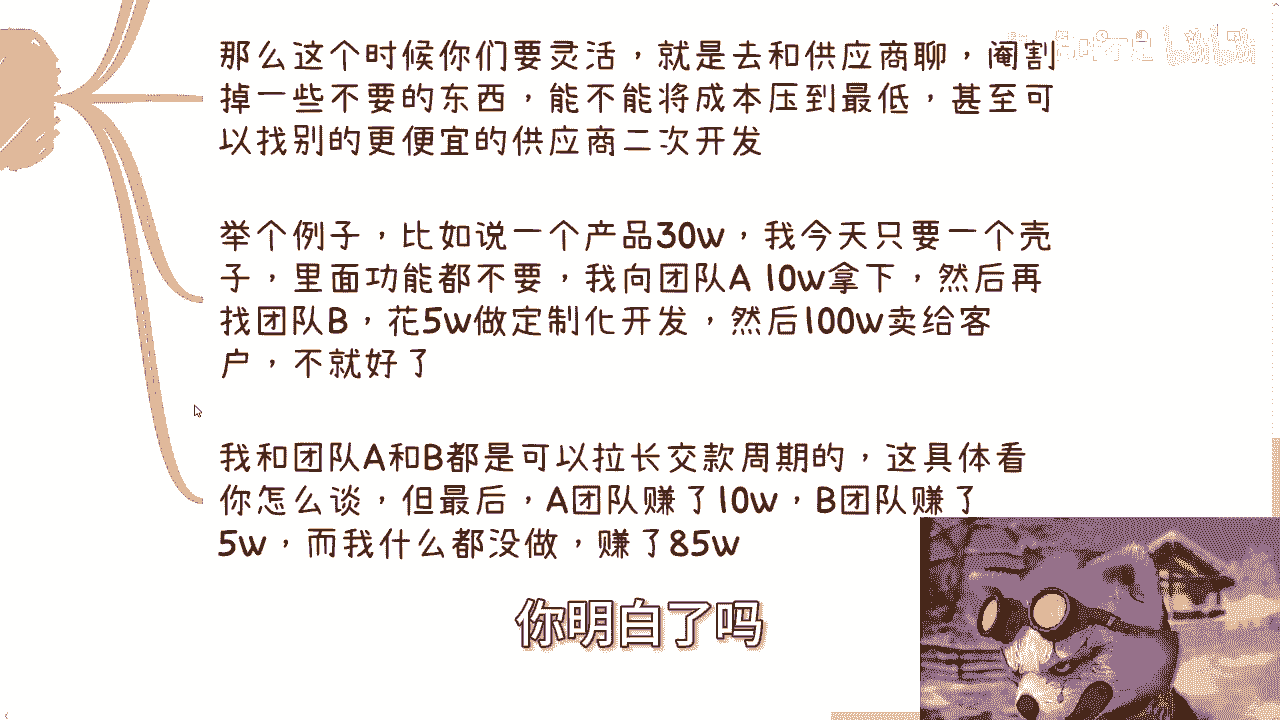 那么这个时候你们要灵活，就是去和供应商聊，阉割
掉一些不要的东西，能不能将成本压到最低，甚至可
以找别的更便宜的供应商二次开发
举个例子，比如说一个产品30w，我今天只要一个壳
子，里面功能都不要，我向团队A 10w拿下，然后再
找团队B，花5w做定制化开发，然后100w卖给客
户，不就好了
我和团队A和B都是可以拉长交款周期的，这具体看
你怎么谈，但最后，A团队赚了10w，B团队赚了
5w，而我什么都没做，赚了85w
你明白了吗